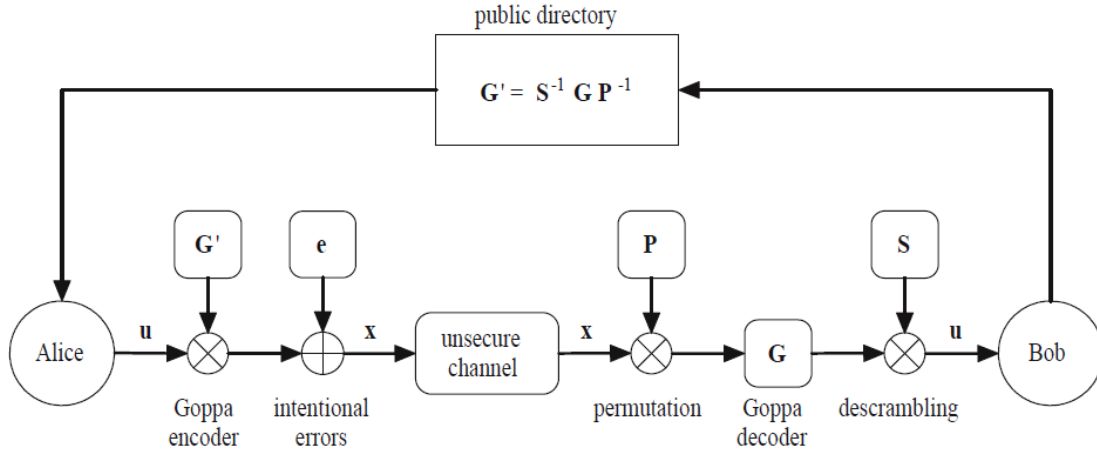 public directory
G' = S⁻¹ G P⁻¹
G'
e
P
S
Alice
u
x
unsecure
channel
x
G
u
Bob
Goppa
encoder
intentional
errors
permutation
Goppa
decoder
descrambling